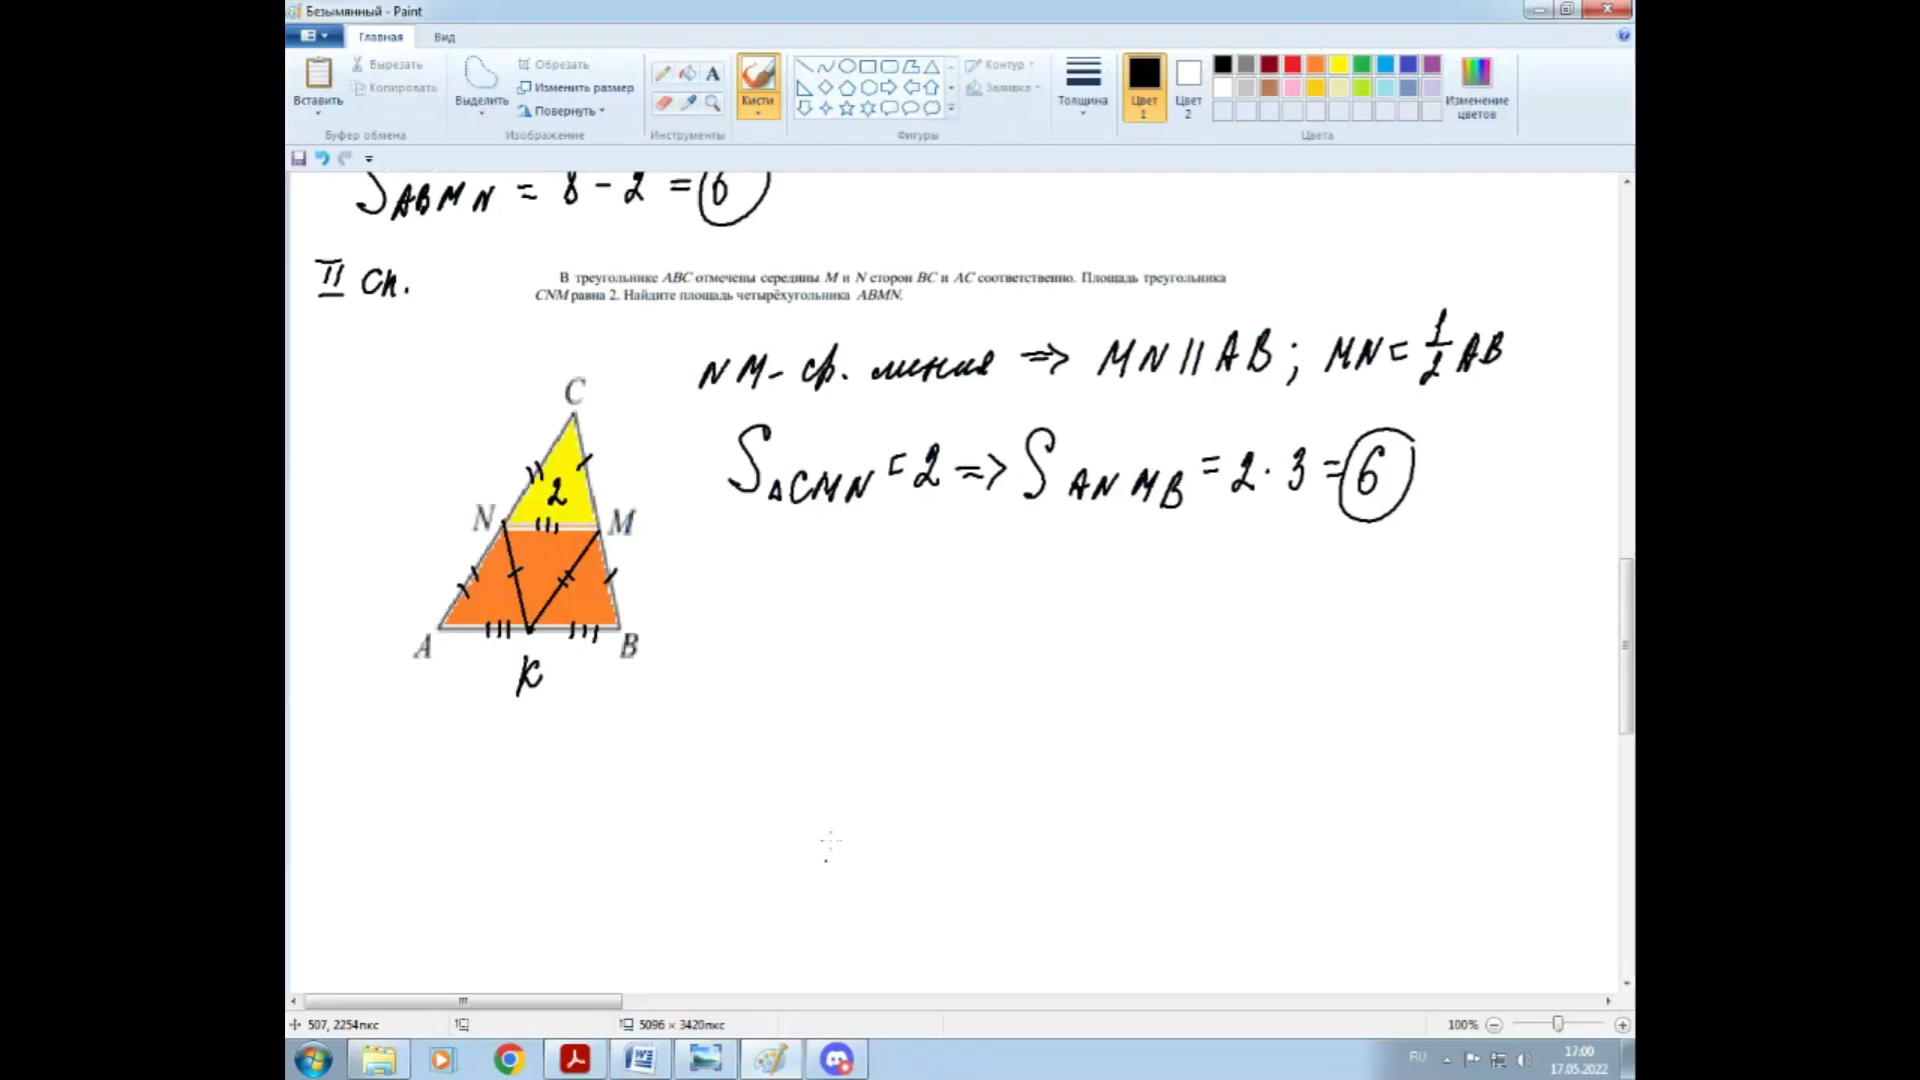 Безымянный - Paint
Главная Вид
Вставить
Вырезать
Копировать
Буфер обмена
Выделить
Обрезать
Изменить размер
Повернуть
Изображение
A
Инструменты
Кисти
Контур
Заливка
Фигуры
Толщина
Цвет 1
Цвет 2
Изменение цветов
Цвета
S ABMN = 8 - 2 = 6
II сп.
В треугольнике ABC отмечены середины M и N сторон BC и AC соответственно. Площадь треугольника
CNM равна 2. Найдите площадь четырёхугольника ABMN.
NM - ср. линия => MN || AB; MN = 1/2 AB
S ΔCMN = 2 => S ANMB = 2 · 3 = 6
C
2
N M
A B
K
507, 2254пкс
5096 × 3420пкс
100%
RU
17:00
17.05.2022